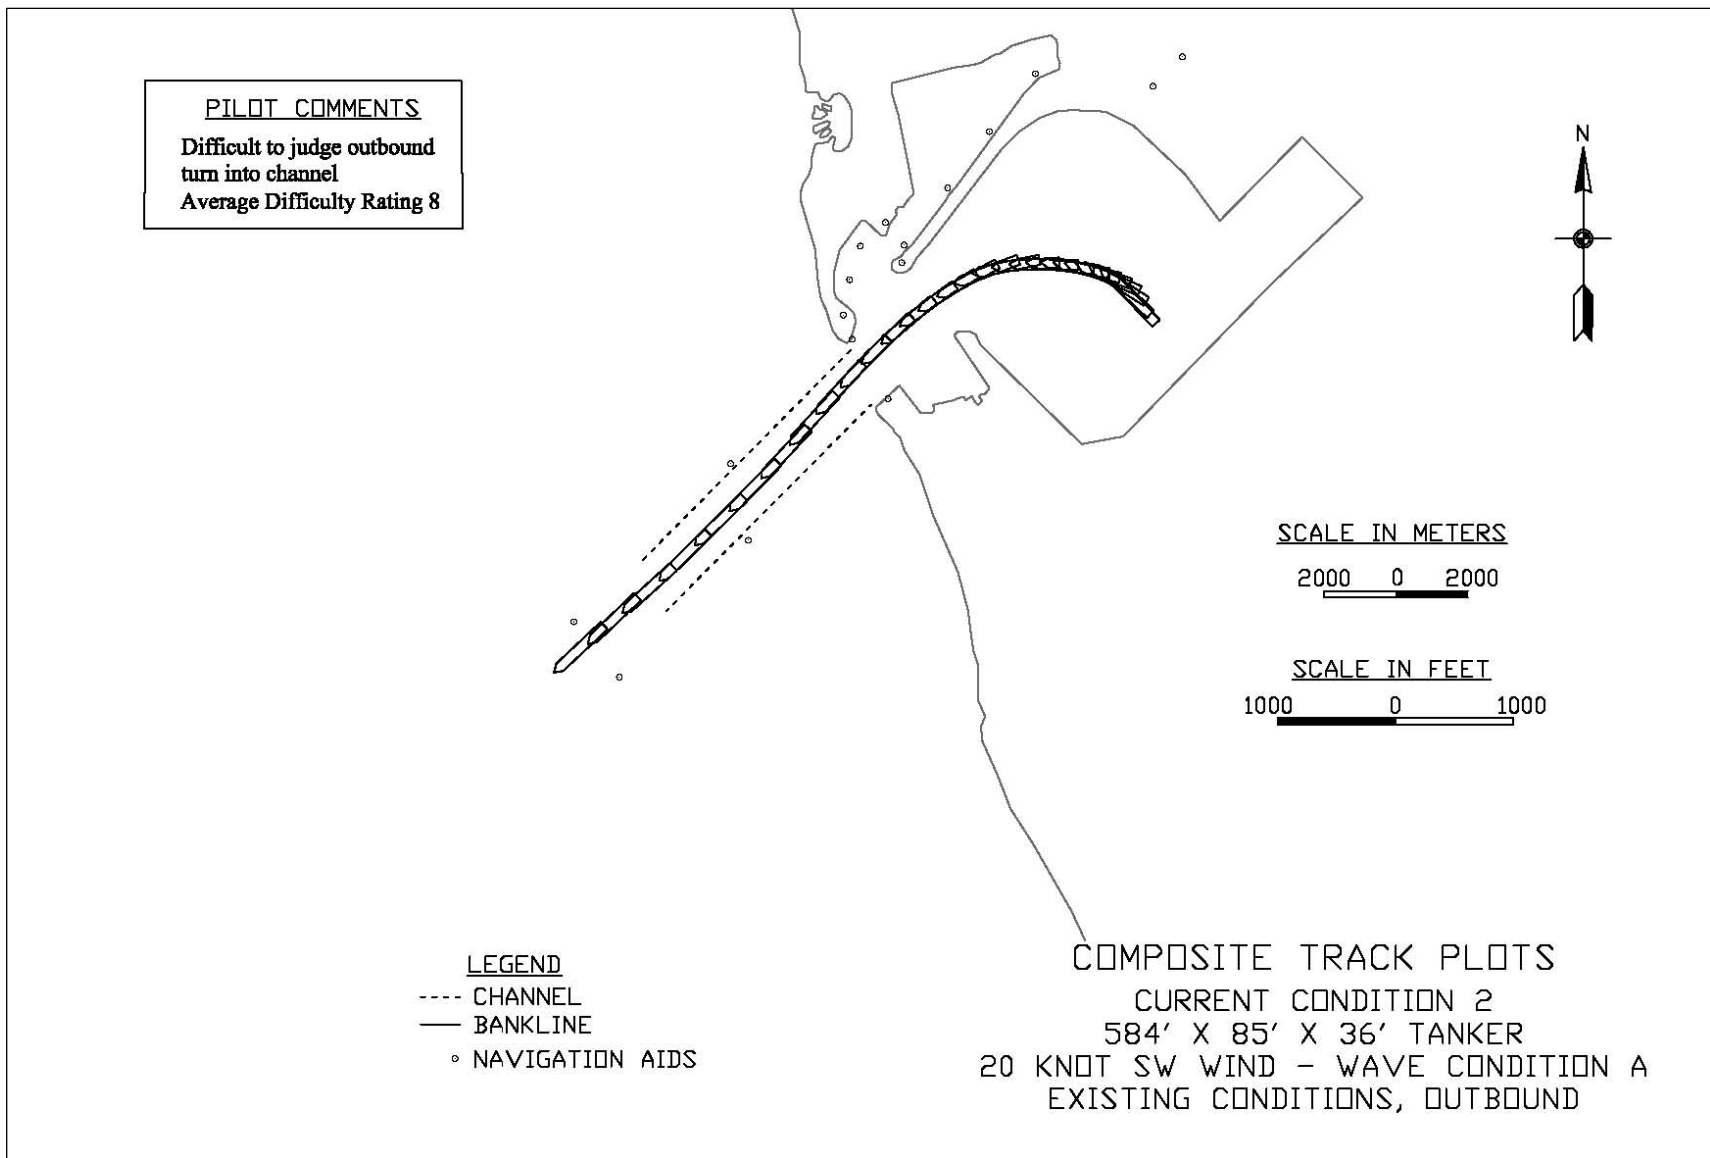 PILOT COMMENTS
Difficult to judge outbound
turn into channel
Average Difficulty Rating 8
N
SCALE IN METERS
2000 0 2000
SCALE IN FEET
1000 0 1000
LEGEND
CHANNEL
BANKLINE
NAVIGATION AIDS
COMPOSITE TRACK PLOTS
CURRENT CONDITION 2
584' X 85' X 36' TANKER
20 KNOT SW WIND - WAVE CONDITION A
EXISTING CONDITIONS, OUTBOUND